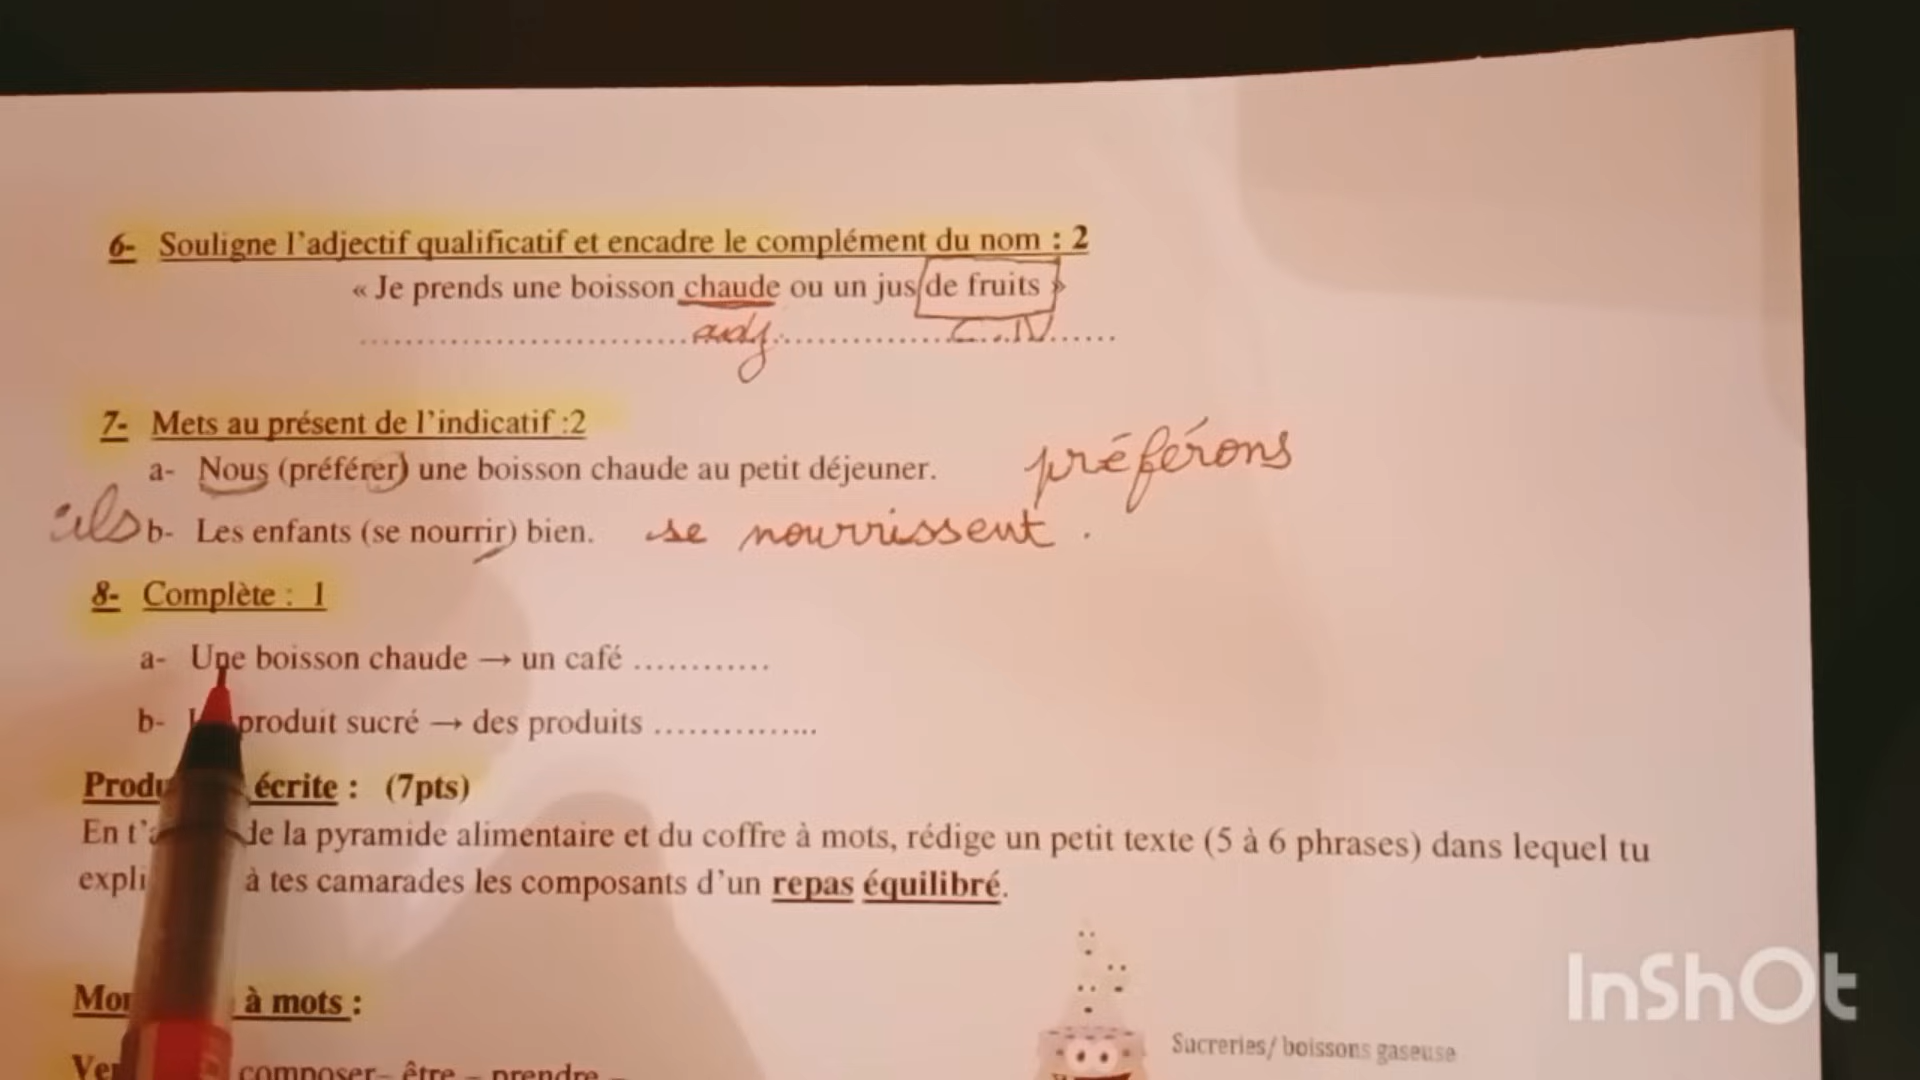 6- Souligne l'adjectif qualificatif et encadre le complément du nom : 2
« Je prends une boisson chaude ou un jus de fruits »
adj C.N
7- Mets au présent de l'indicatif :2
a- Nous (préférer) une boisson chaude au petit déjeuner. préférons
ils b- Les enfants (se nourrir) bien. se nourrissent .
8- Complète : 1
a- Une boisson chaude → un café ............
b- produit sucré → des produits ...............
écrite : (7pts)
de la pyramide alimentaire et du coffre à mots, rédige un petit texte (5 à 6 phrases) dans lequel tu
à tes camarades les composants d'un repas équilibré.
à mots :
Sucreries/ boissons gaseuse
composer– être – prendre –
InShOt